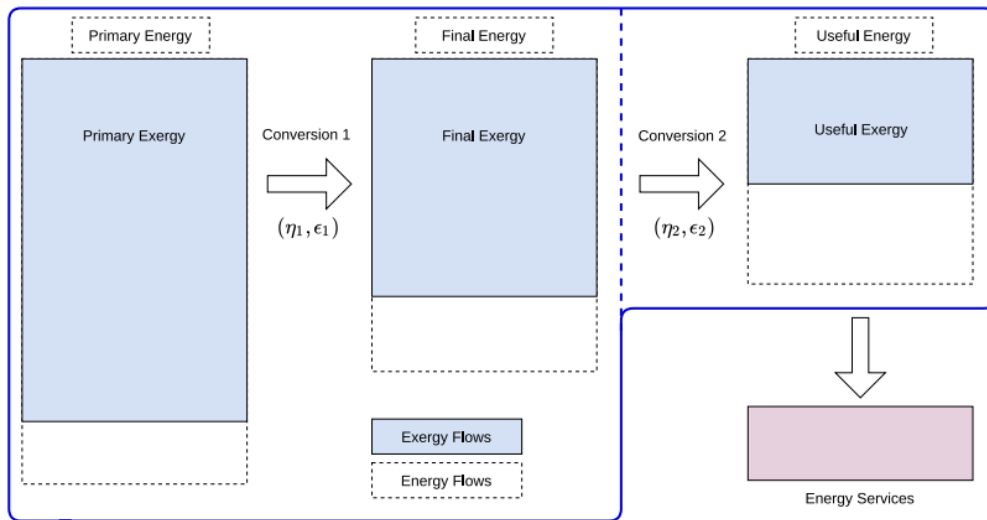 Primary Energy
Final Energy
Useful Energy
Primary Exergy
Conversion 1
Final Exergy
Conversion 2
Useful Exergy
(η₁, ϵ₁)
(η₂, ϵ₂)
Exergy Flows
Energy Flows
Energy Services